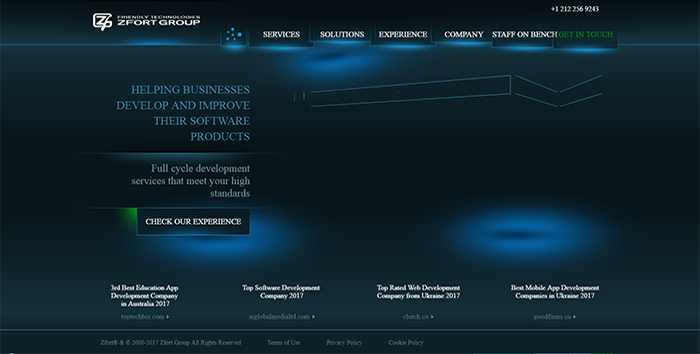 +1 212 256 9243
FRIENDLY TECHNOLOGIES
ZFORT GROUP
SERVICES SOLUTIONS EXPERIENCE COMPANY STAFF ON BENCH GET IN TOUCH
HELPING BUSINESSES
DEVELOP AND IMPROVE
THEIR SOFTWARE
PRODUCTS
Full cycle development
services that meet your high
standards
CHECK OUR EXPERIENCE
3rd Best Education App
Development Company
in Australia 2017
toptechbiz.com
Top Software Development
Company 2017
aiglobalmedialtd.com
Top Rated Web Development
Company from Ukraine 2017
clutch.co
Best Mobile App Development
Companies in Ukraine 2017
goodfirms.co
Zfort® & © 2000-2017 Zfort Group All Rights Reserved Terms of Use Privacy Policy Cookie Policy